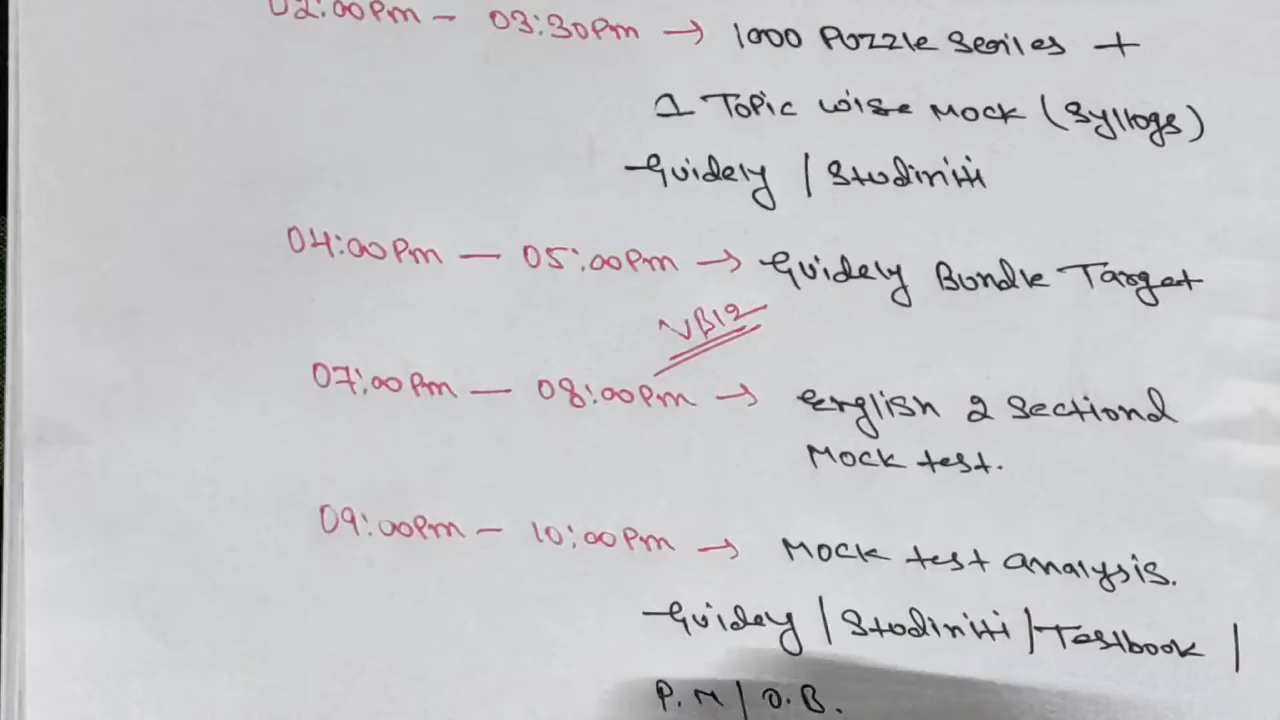 02:00Pm - 03:30Pm → 1000 Puzzle Series +
1 Topic wise Mock (Syllogs)
Guidely / Studiniti
04:00Pm - 05:00Pm → Guidely Bundle Target
VB12
07:00Pm - 08:00Pm → English 2 Sectional
Mock test.
09:00Pm - 10:00Pm → Mock test analysis.
Guidey / Studiniti / Testbook /
P.M / O.B.